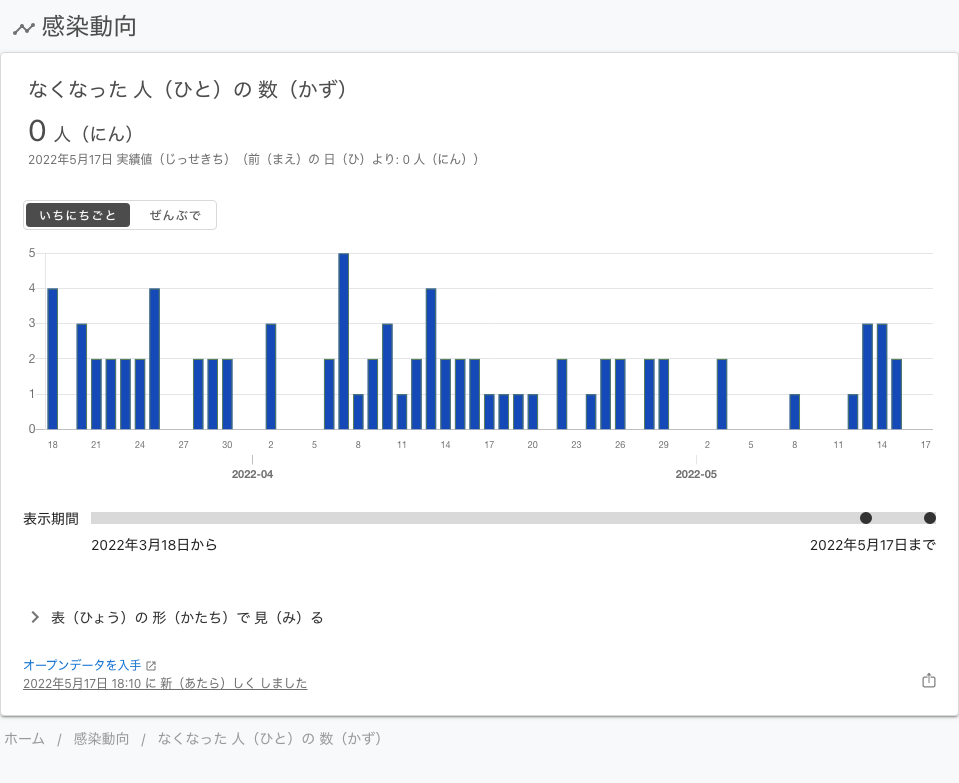 感染動向
なくなった 人（ひと）の 数（かず）
0 人（にん）
2022年5月17日 実績値（じっせきち）（前（まえ）の 日（ひ）より: 0 人（にん））
いちにちごと ぜんぶで
5
4
3
2
1
0
18 21 24 27 30 2 5 8 11 14 17 20 23 26 29 2 5 8 11 14 17
2022-04 2022-05
表示期間
2022年3月18日から 2022年5月17日まで
表（ひょう）の 形（かたち）で 見（み）る
オープンデータを入手
2022年5月17日 18:10 に 新（あたら）しく しました
ホーム / 感染動向 / なくなった 人（ひと）の 数（かず）